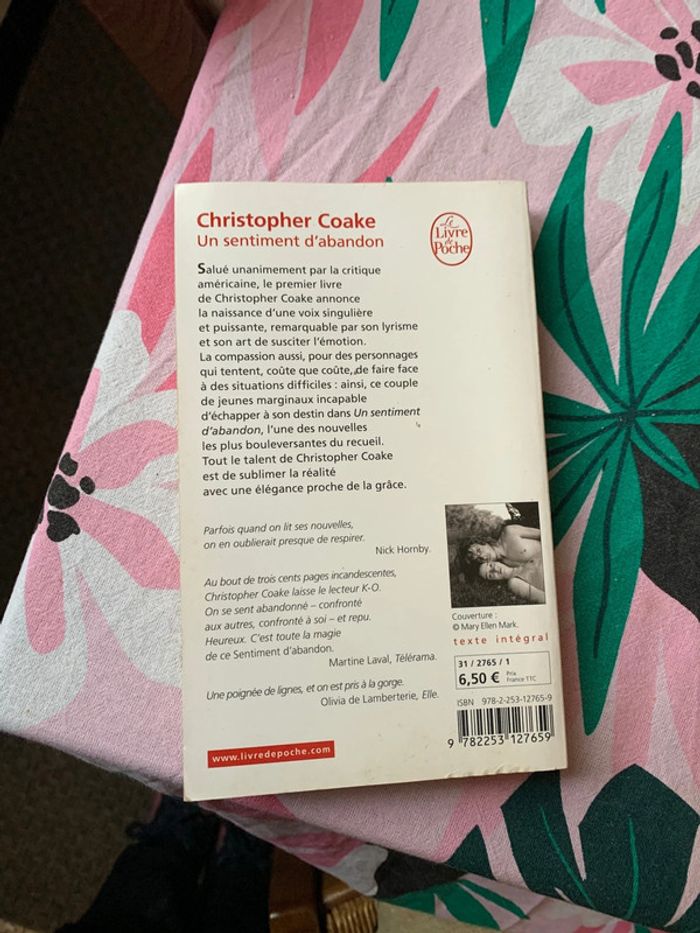 Christopher Coake
Un sentiment d'abandon
Le
Livre
de
Poche
Salué unanimement par la critique
américaine, le premier livre
de Christopher Coake annonce
la naissance d'une voix singulière
et puissante, remarquable par son lyrisme
et son art de susciter l'émotion.
La compassion aussi, pour des personnages
qui tentent, coûte que coûte, de faire face
à des situations difficiles : ainsi, ce couple
de jeunes marginaux incapable
d'échapper à son destin dans Un sentiment
d'abandon, l'une des nouvelles
les plus bouleversantes du recueil.
Tout le talent de Christopher Coake
est de sublimer la réalité
avec une élégance proche de la grâce.
Parfois quand on lit ses nouvelles,
on en oublierait presque de respirer.
Nick Hornby.
Au bout de trois cents pages incandescentes,
Christopher Coake laisse le lecteur K-O.
On se sent abandonné – confronté
aux autres, confronté à soi – et repu.
Heureux. C'est toute la magie
de ce Sentiment d'abandon.
Martine Laval, Télérama.
Une poignée de lignes, et on est pris à la gorge.
Olivia de Lamberterie, Elle.
www.livredepoche.com
Couverture :
© Mary Ellen Mark.
texte intégral
31 / 2765 / 1
6,50 € Prix
France TTC
ISBN 978-2-253-12765-9
9 782253 127659